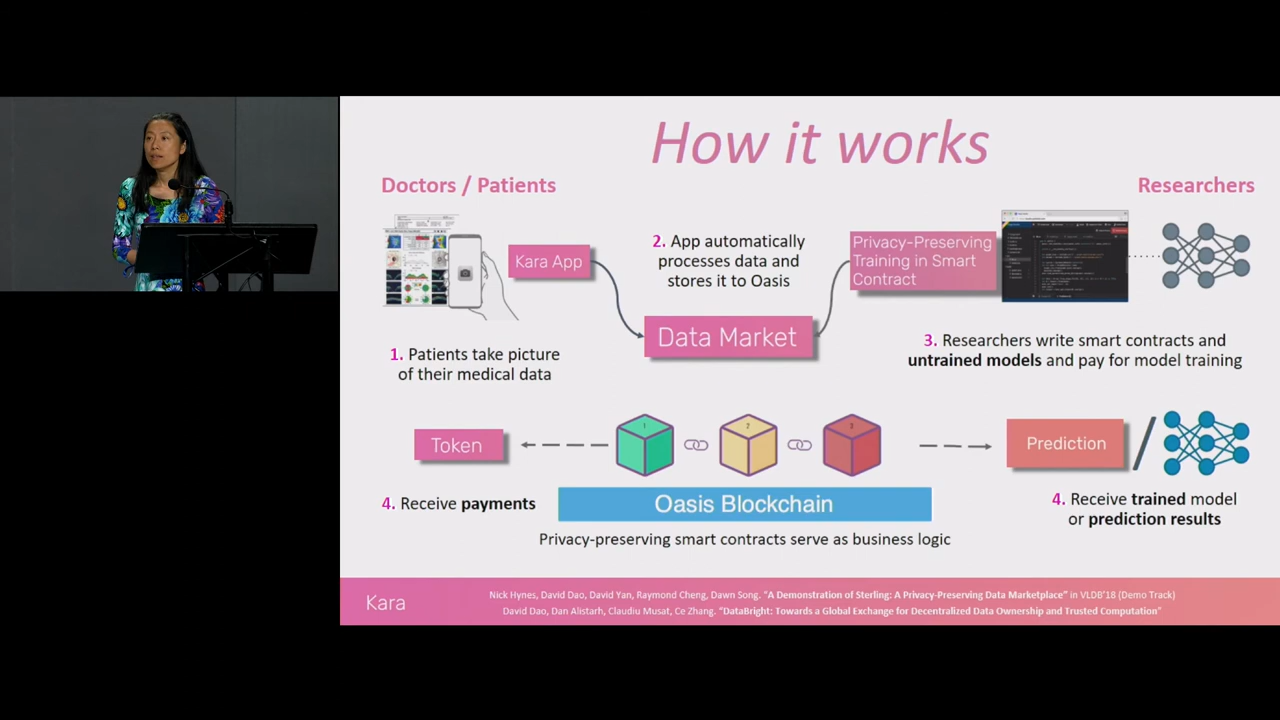 How it works
Doctors / Patients
Researchers
Kara App
2. App automatically
processes data and
stores it to Oasis
Privacy-Preserving
Training in Smart
Contract
Data Market
1. Patients take picture
of their medical data
3. Researchers write smart contracts and
untrained models and pay for model training
Token
1
2
3
Prediction
4. Receive payments
Oasis Blockchain
4. Receive trained model
or prediction results
Privacy-preserving smart contracts serve as business logic
Kara
Nick Hynes, David Dao, David Yan, Raymond Cheng, Dawn Song. “A Demonstration of Sterling: A Privacy-Preserving Data Marketplace” in VLDB'18 (Demo Track)
David Dao, Dan Alistarh, Claudiu Musat, Ce Zhang. “DataBright: Towards a Global Exchange for Decentralized Data Ownership and Trusted Computation”